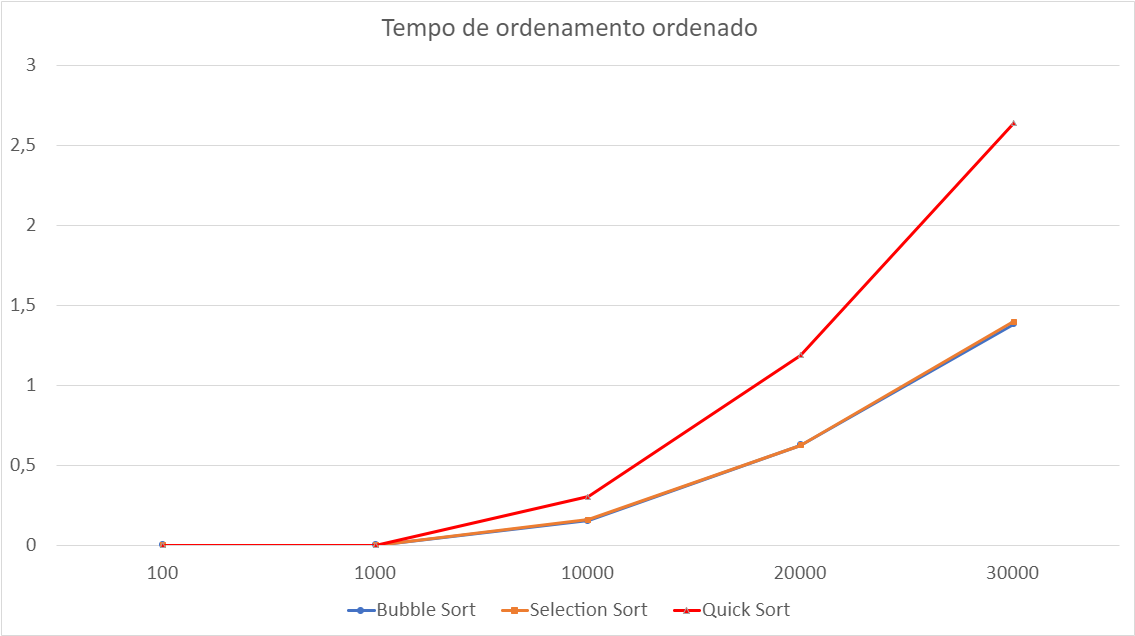 Tempo de ordenamento ordenado
3
2,5
2
1,5
1
0,5
0
100 1000 10000 20000 30000
Bubble Sort Selection Sort Quick Sort